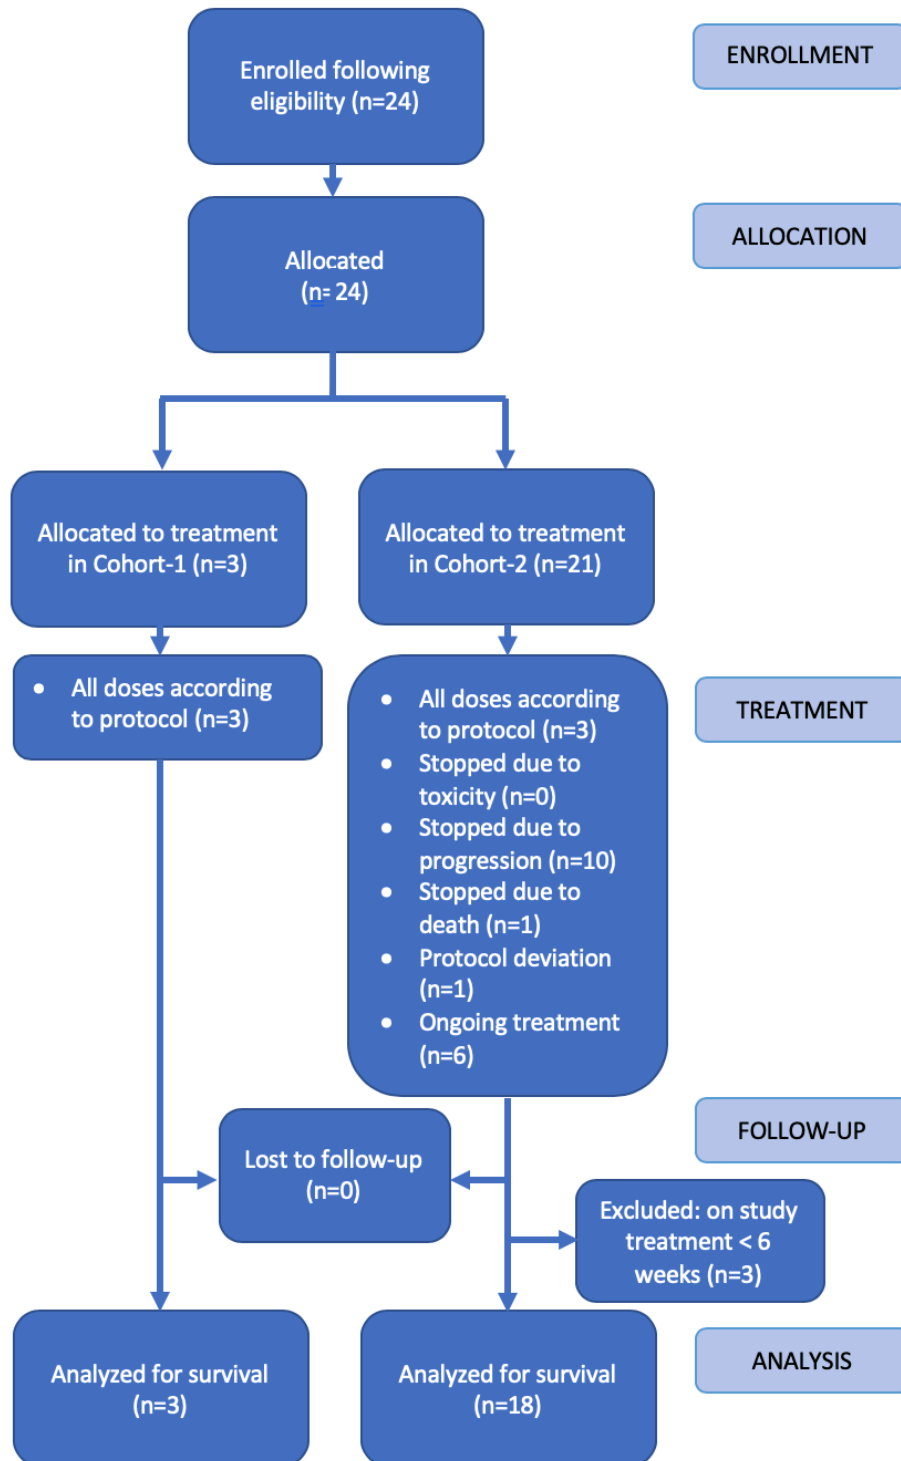 Enrolled following
eligibility (n=24)
ENROLLMENT
Allocated
(n= 24)
ALLOCATION
Allocated to treatment
in Cohort-1 (n=3)
Allocated to treatment
in Cohort-2 (n=21)
• All doses according
to protocol (n=3)
• All doses according
to protocol (n=3)
• Stopped due to
toxicity (n=0)
• Stopped due to
progression (n=10)
• Stopped due to
death (n=1)
• Protocol deviation
(n=1)
• Ongoing treatment
(n=6)
TREATMENT
Lost to follow-up
(n=0)
FOLLOW-UP
Excluded: on study
treatment < 6
weeks (n=3)
Analyzed for survival
(n=3)
Analyzed for survival
(n=18)
ANALYSIS